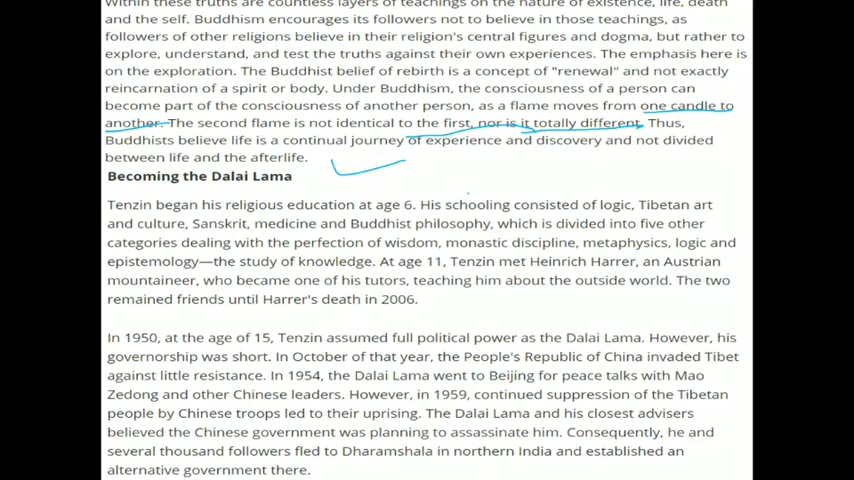 Within these truths are countless layers of teachings on the nature of existence, life, death
and the self. Buddhism encourages its followers not to believe in those teachings, as
followers of other religions believe in their religion's central figures and dogma, but rather to
explore, understand, and test the truths against their own experiences. The emphasis here is
on the exploration. The Buddhist belief of rebirth is a concept of "renewal" and not exactly
reincarnation of a spirit or body. Under Buddhism, the consciousness of a person can
become part of the consciousness of another person, as a flame moves from one candle to
another. The second flame is not identical to the first, nor is it totally different. Thus,
Buddhists believe life is a continual journey of experience and discovery and not divided
between life and the afterlife.
Becoming the Dalai Lama
Tenzin began his religious education at age 6. His schooling consisted of logic, Tibetan art
and culture, Sanskrit, medicine and Buddhist philosophy, which is divided into five other
categories dealing with the perfection of wisdom, monastic discipline, metaphysics, logic and
epistemology—the study of knowledge. At age 11, Tenzin met Heinrich Harrer, an Austrian
mountaineer, who became one of his tutors, teaching him about the outside world. The two
remained friends until Harrer's death in 2006.
In 1950, at the age of 15, Tenzin assumed full political power as the Dalai Lama. However, his
governorship was short. In October of that year, the People's Republic of China invaded Tibet
against little resistance. In 1954, the Dalai Lama went to Beijing for peace talks with Mao
Zedong and other Chinese leaders. However, in 1959, continued suppression of the Tibetan
people by Chinese troops led to their uprising. The Dalai Lama and his closest advisers
believed the Chinese government was planning to assassinate him. Consequently, he and
several thousand followers fled to Dharamshala in northern India and established an
alternative government there.